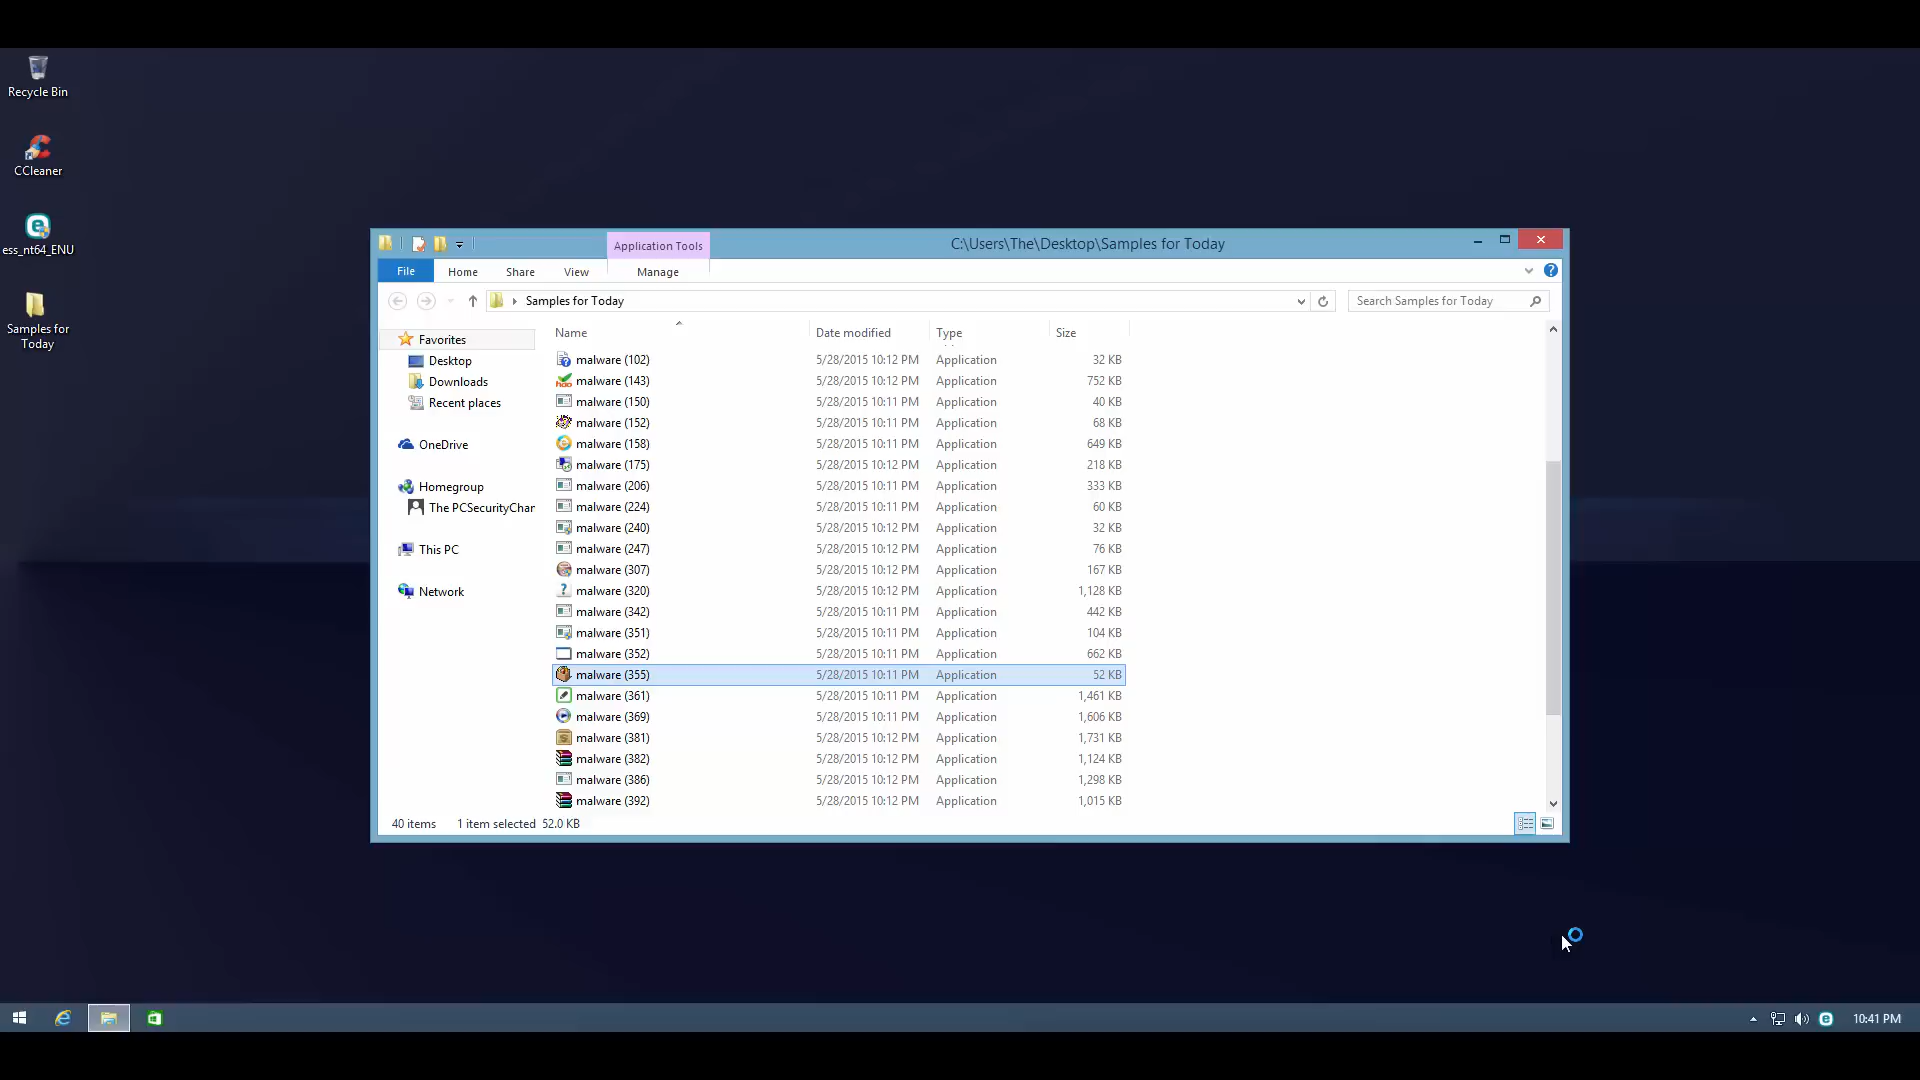 Recycle Bin
CCleaner
ess_nt64_ENU
Samples for
Today
Application Tools
C:\Users\The\Desktop\Samples for Today
File Home Share View Manage
Samples for Today
Search Samples for Today
Favorites
Desktop
Downloads
Recent places
OneDrive
Homegroup
The PCSecurityChan
This PC
Network
Name Date modified Type Size
malware (102) 5/28/2015 10:12 PM Application 32 KB
malware (143) 5/28/2015 10:12 PM Application 752 KB
malware (150) 5/28/2015 10:11 PM Application 40 KB
malware (152) 5/28/2015 10:11 PM Application 68 KB
malware (158) 5/28/2015 10:11 PM Application 649 KB
malware (175) 5/28/2015 10:12 PM Application 218 KB
malware (206) 5/28/2015 10:11 PM Application 333 KB
malware (224) 5/28/2015 10:11 PM Application 60 KB
malware (240) 5/28/2015 10:12 PM Application 32 KB
malware (247) 5/28/2015 10:12 PM Application 76 KB
malware (307) 5/28/2015 10:12 PM Application 167 KB
malware (320) 5/28/2015 10:12 PM Application 1,128 KB
malware (342) 5/28/2015 10:11 PM Application 442 KB
malware (351) 5/28/2015 10:11 PM Application 104 KB
malware (352) 5/28/2015 10:11 PM Application 662 KB
malware (355) 5/28/2015 10:11 PM Application 52 KB
malware (361) 5/28/2015 10:11 PM Application 1,461 KB
malware (369) 5/28/2015 10:11 PM Application 1,606 KB
malware (381) 5/28/2015 10:12 PM Application 1,731 KB
malware (382) 5/28/2015 10:12 PM Application 1,124 KB
malware (386) 5/28/2015 10:12 PM Application 1,298 KB
malware (392) 5/28/2015 10:12 PM Application 1,015 KB
40 items 1 item selected 52.0 KB
10:41 PM